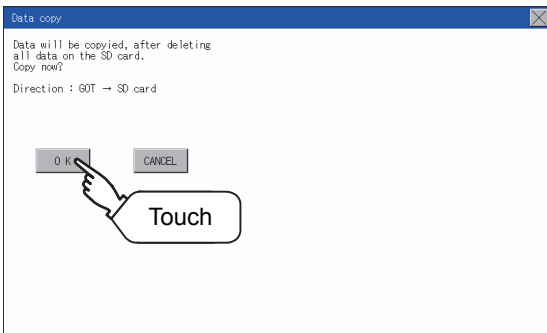 Data copy
Data will be copyied, after deleting
all data on the SD card.
Copy now?
Direction : GOT → SD card
O K
CANCEL
Touch